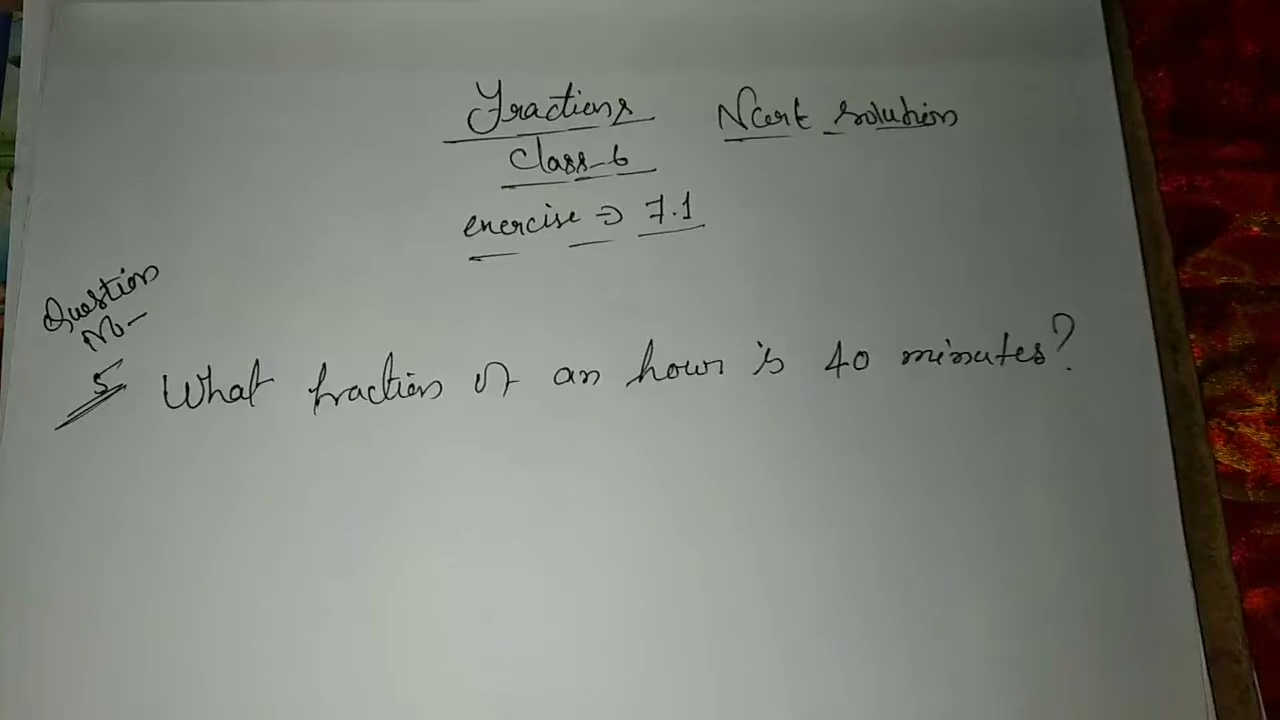 Fractions Ncert solution
Class-6
exercise ⇒ 7.1
Question
No-
5 What fraction of an hour is 40 minutes?